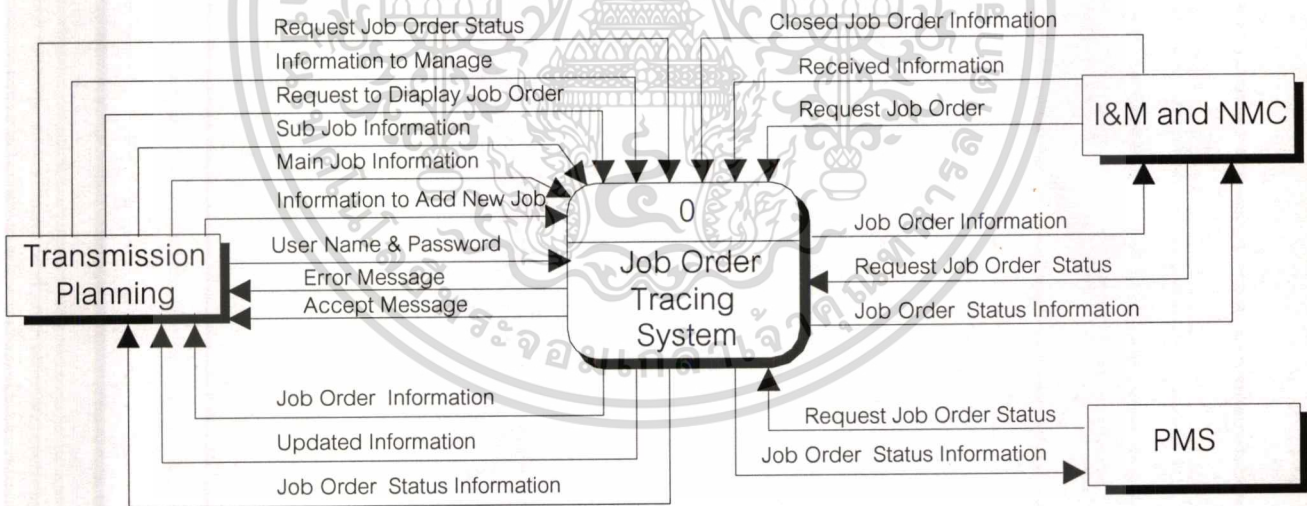 Request Job Order Status
Information to Manage
Request to Diaplay Job Order
Sub Job Information
Main Job Information
Information to Add New Job
User Name & Password
Error Message
Accept Message
Transmission
Planning
Job Order Information
Updated Information
Job Order Status Information
0
Job Order
Tracing
System
Closed Job Order Information
Received Information
Request Job Order
I&M and NMC
Job Order Information
Request Job Order Status
Job Order Status Information
Request Job Order Status
Job Order Status Information
PMS